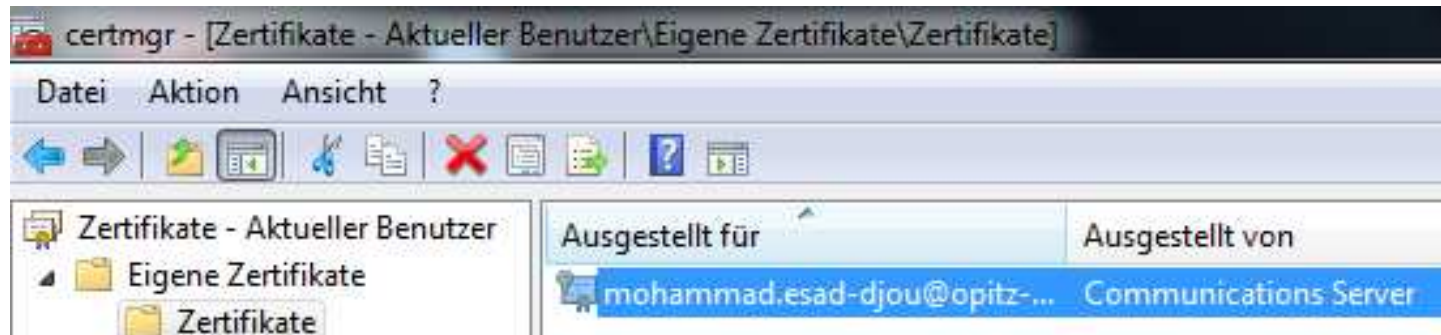 certmgr - [Zertifikate - Aktueller Benutzer\Eigene Zertifikate\Zertifikate]
Datei Aktion Ansicht ?
Zertifikate - Aktueller Benutzer
Eigene Zertifikate
Zertifikate
Ausgestellt für Ausgestellt von
mohammad.esad-djou@opitz-... Communications Server